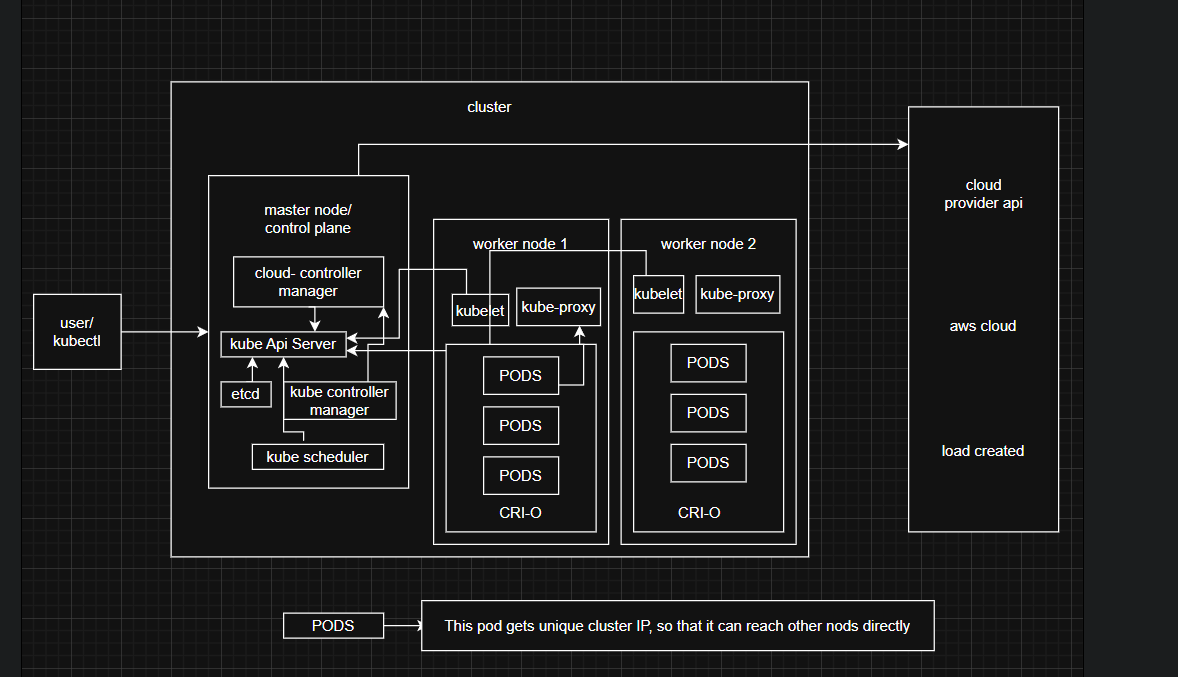 cluster
cloud
provider api
master node/
control plane
worker node 1
worker node 2
cloud- controller
manager
kubelet
kube-proxy
kubelet
kube-proxy
user/
kubectl
kube Api Server
aws cloud
etcd
kube controller
manager
kube scheduler
PODS
PODS
PODS
CRI-O
PODS
PODS
PODS
CRI-O
load created
PODS
This pod gets unique cluster IP, so that it can reach other nods directly